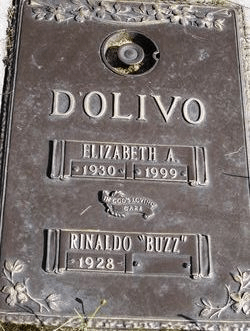 D'OLIVO
ELIZABETH A.
1930 1999
IN GOD'S LOVING
CARE
RINALDO "BUZZ"
1928